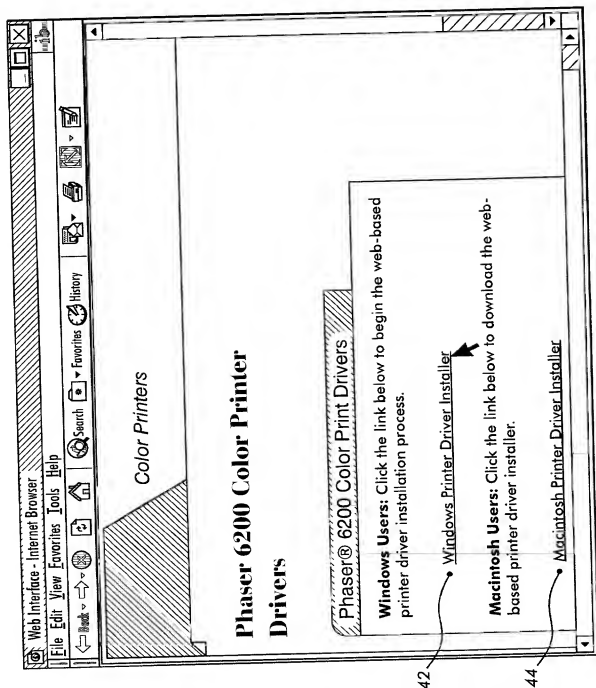 Web Interface - Internet Browser
File Edit View Favorites Tools Help
Back Search Favorites History
Color Printers
Phaser 6200 Color Printer
Drivers
Phaser® 6200 Color Print Drivers
Windows Users: Click the link below to begin the web-based
printer driver installation process.
42
Windows Printer Driver Installer
Macintosh Users: Click the link below to download the web-
based printer driver installer.
44
Macintosh Printer Driver Installer